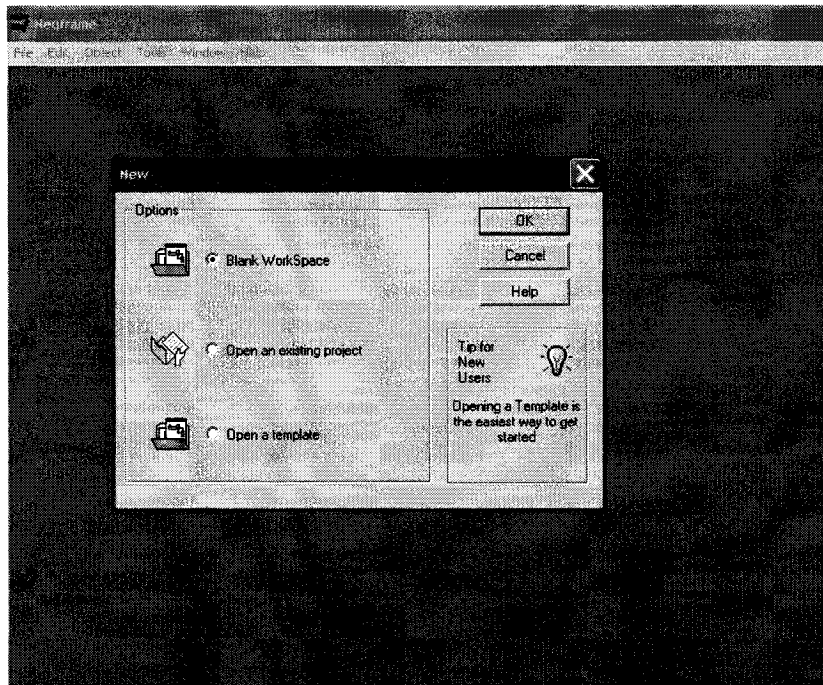 Negframe
File Edit Object Tools Window Help
New
Options
Blank WorkSpace
Open an existing project
Open a template
OK
Cancel
Help
Tip for
New
Users
Opening a Template is
the easiest way to get
started